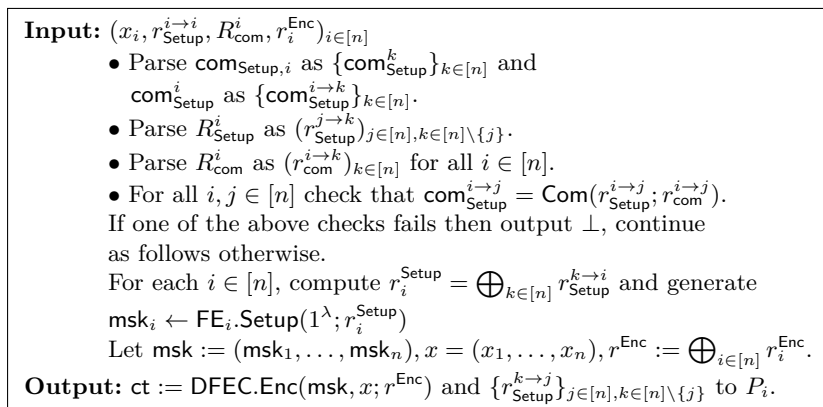 Input: (x_i, r_Setup^{i→i}, R_com^i, r_i^Enc)_{i∈[n]}
• Parse com_{Setup,i} as {com_Setup^k}_{k∈[n]} and
com_Setup^i as {com_Setup^{i→k}}_{k∈[n]}.
• Parse R_Setup^i as (r_Setup^{j→k})_{j∈[n],k∈[n]\{j}}.
• Parse R_com^i as (r_com^{i→k})_{k∈[n]} for all i ∈ [n].
• For all i, j ∈ [n] check that com_Setup^{i→j} = Com(r_Setup^{i→j}; r_com^{i→j}).
If one of the above checks fails then output ⊥, continue
as follows otherwise.
For each i ∈ [n], compute r_i^Setup = ⊕_{k∈[n]} r_Setup^{k→i} and generate
msk_i ← FE_i.Setup(1^λ; r_i^Setup)
Let msk := (msk_1, . . . , msk_n), x = (x_1, . . . , x_n), r^Enc := ⊕_{i∈[n]} r_i^Enc.
Output: ct := DFEC.Enc(msk, x; r^Enc) and {r_Setup^{k→j}}_{j∈[n],k∈[n]\{j}} to P_i.